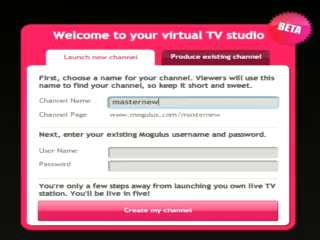 Welcome to your virtual TV studio
BETA
Launch new channel
Produce existing channel
First, choose a name for your channel. Viewers will use this
name to find your channel, so keep it short and sweet.
Channel Name
masternew
Channel Page
www.mogulus.com/masternew
Next, enter your existing Mogulus username and password.
User Name
Password
You're only a few steps away from launching you own live TV
station. You'll be live in five!
Create my channel